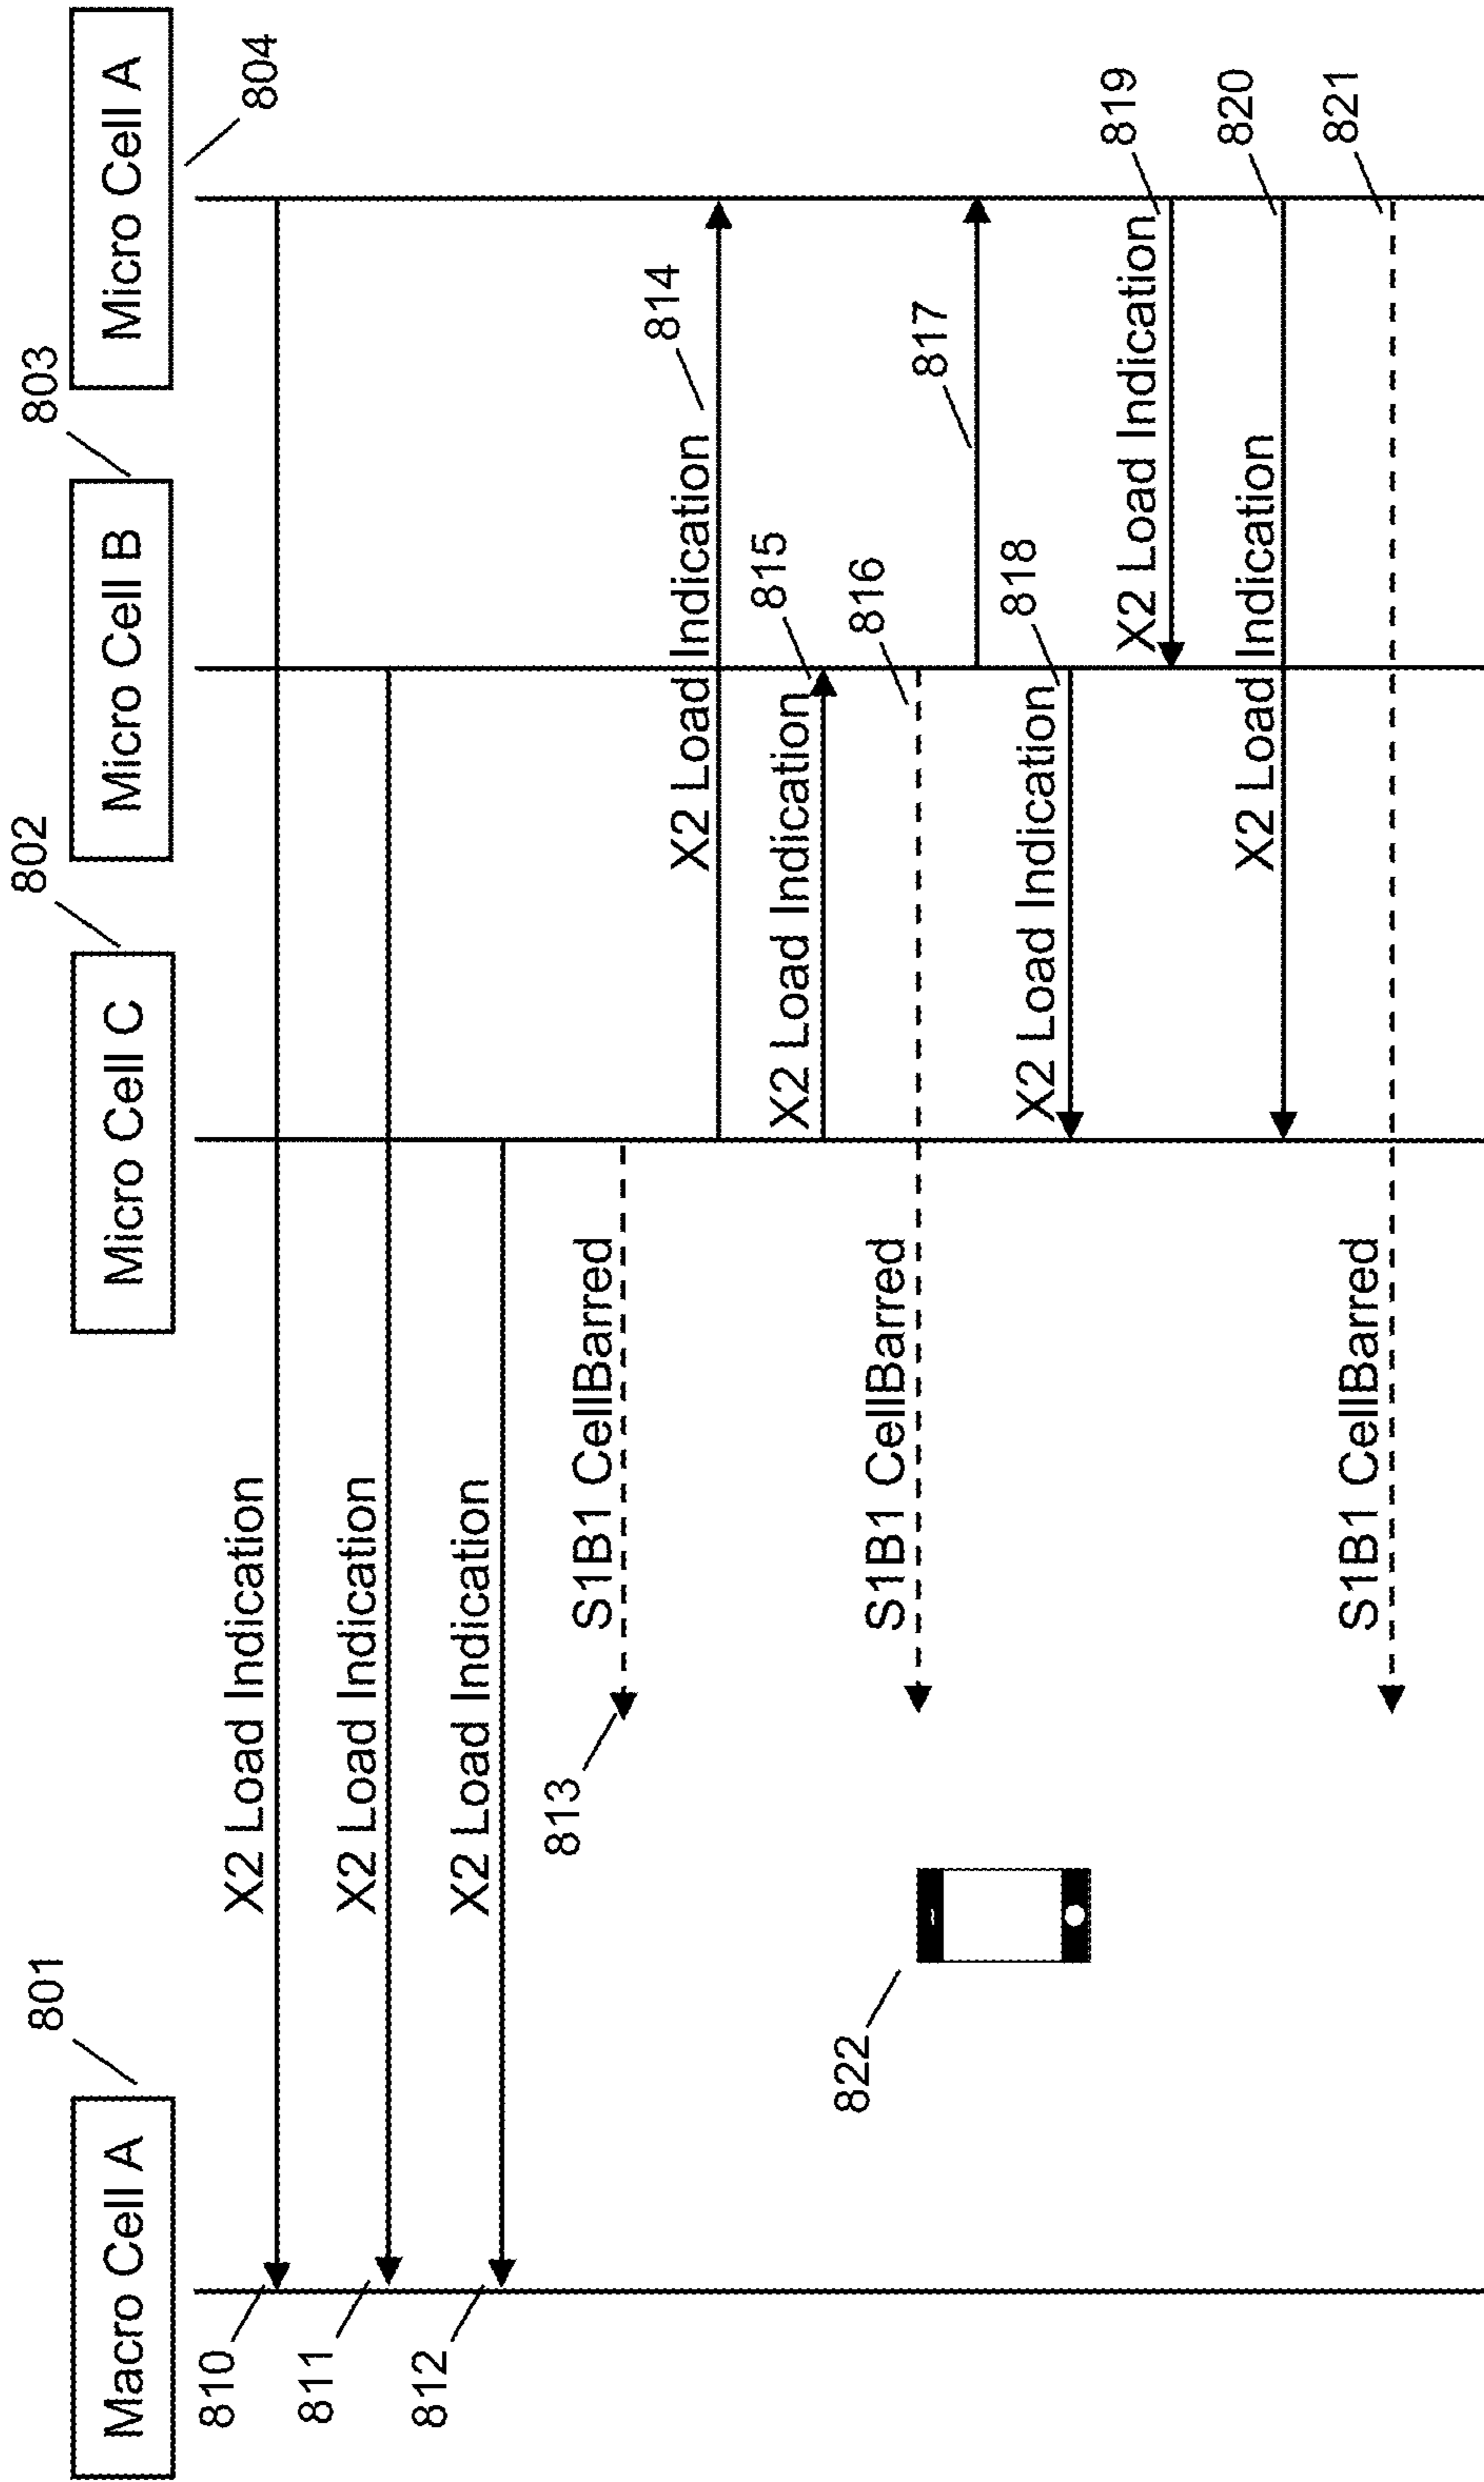 Macro Cell A
801
Micro Cell C
802
Micro Cell B
803
Micro Cell A
804
810
X2 Load Indication
811
X2 Load Indication
812
X2 Load Indication
813
S1B1 CellBarred
X2 Load Indication
814
X2 Load Indication
815
S1B1 CellBarred
816
817
822
X2 Load Indication
818
X2 Load Indication
819
X2 Load Indication
820
S1B1 CellBarred
821